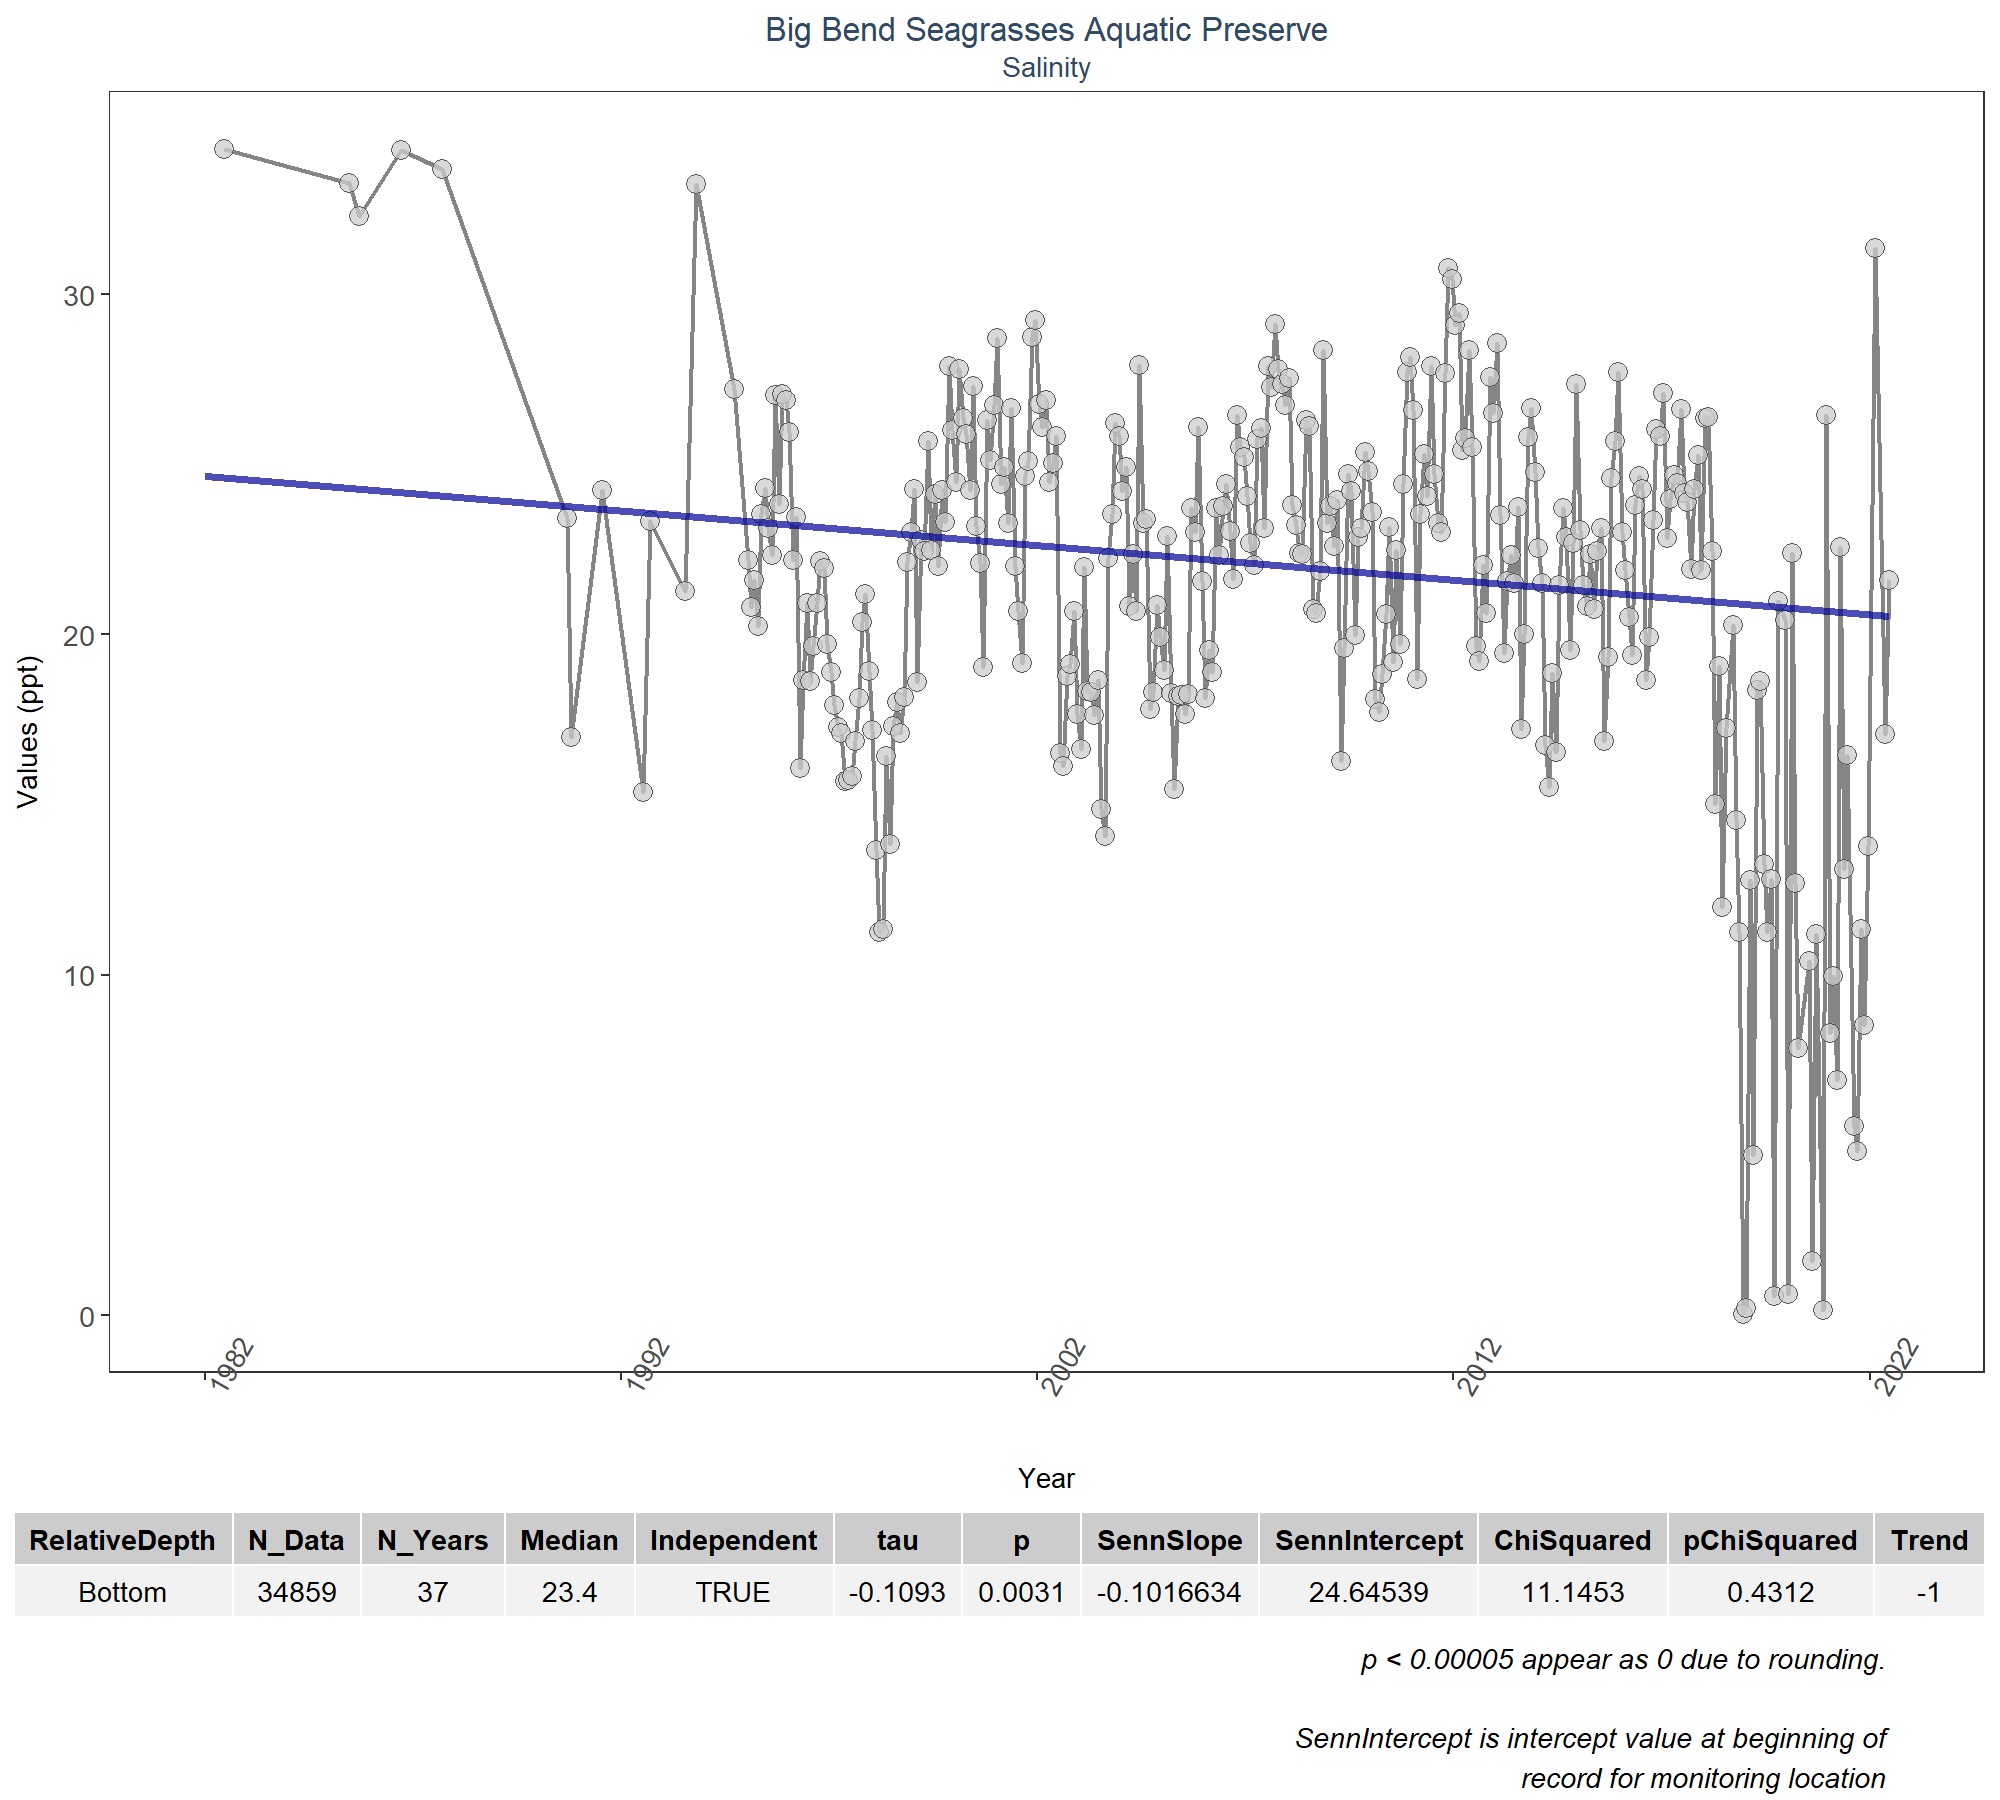 Big Bend Seagrasses Aquatic Preserve
Salinity
Values (ppt)
30
20
10
0
1982
1992
2002
2012
2022
Year
RelativeDepth N_Data N_Years Median Independent tau p SennSlope SennIntercept ChiSquared pChiSquared Trend
Bottom 34859 37 23.4 TRUE -0.1093 0.0031 -0.1016634 24.64539 11.1453 0.4312 -1
p < 0.00005 appear as 0 due to rounding.
SennIntercept is intercept value at beginning of
record for monitoring location